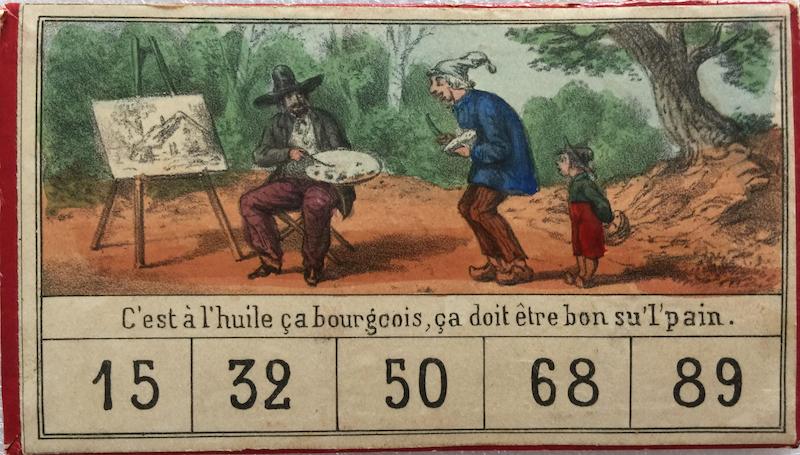 C'est à l'huile ça bourgeois, ça doit être bon su'l'pain.
15 32 50 68 89